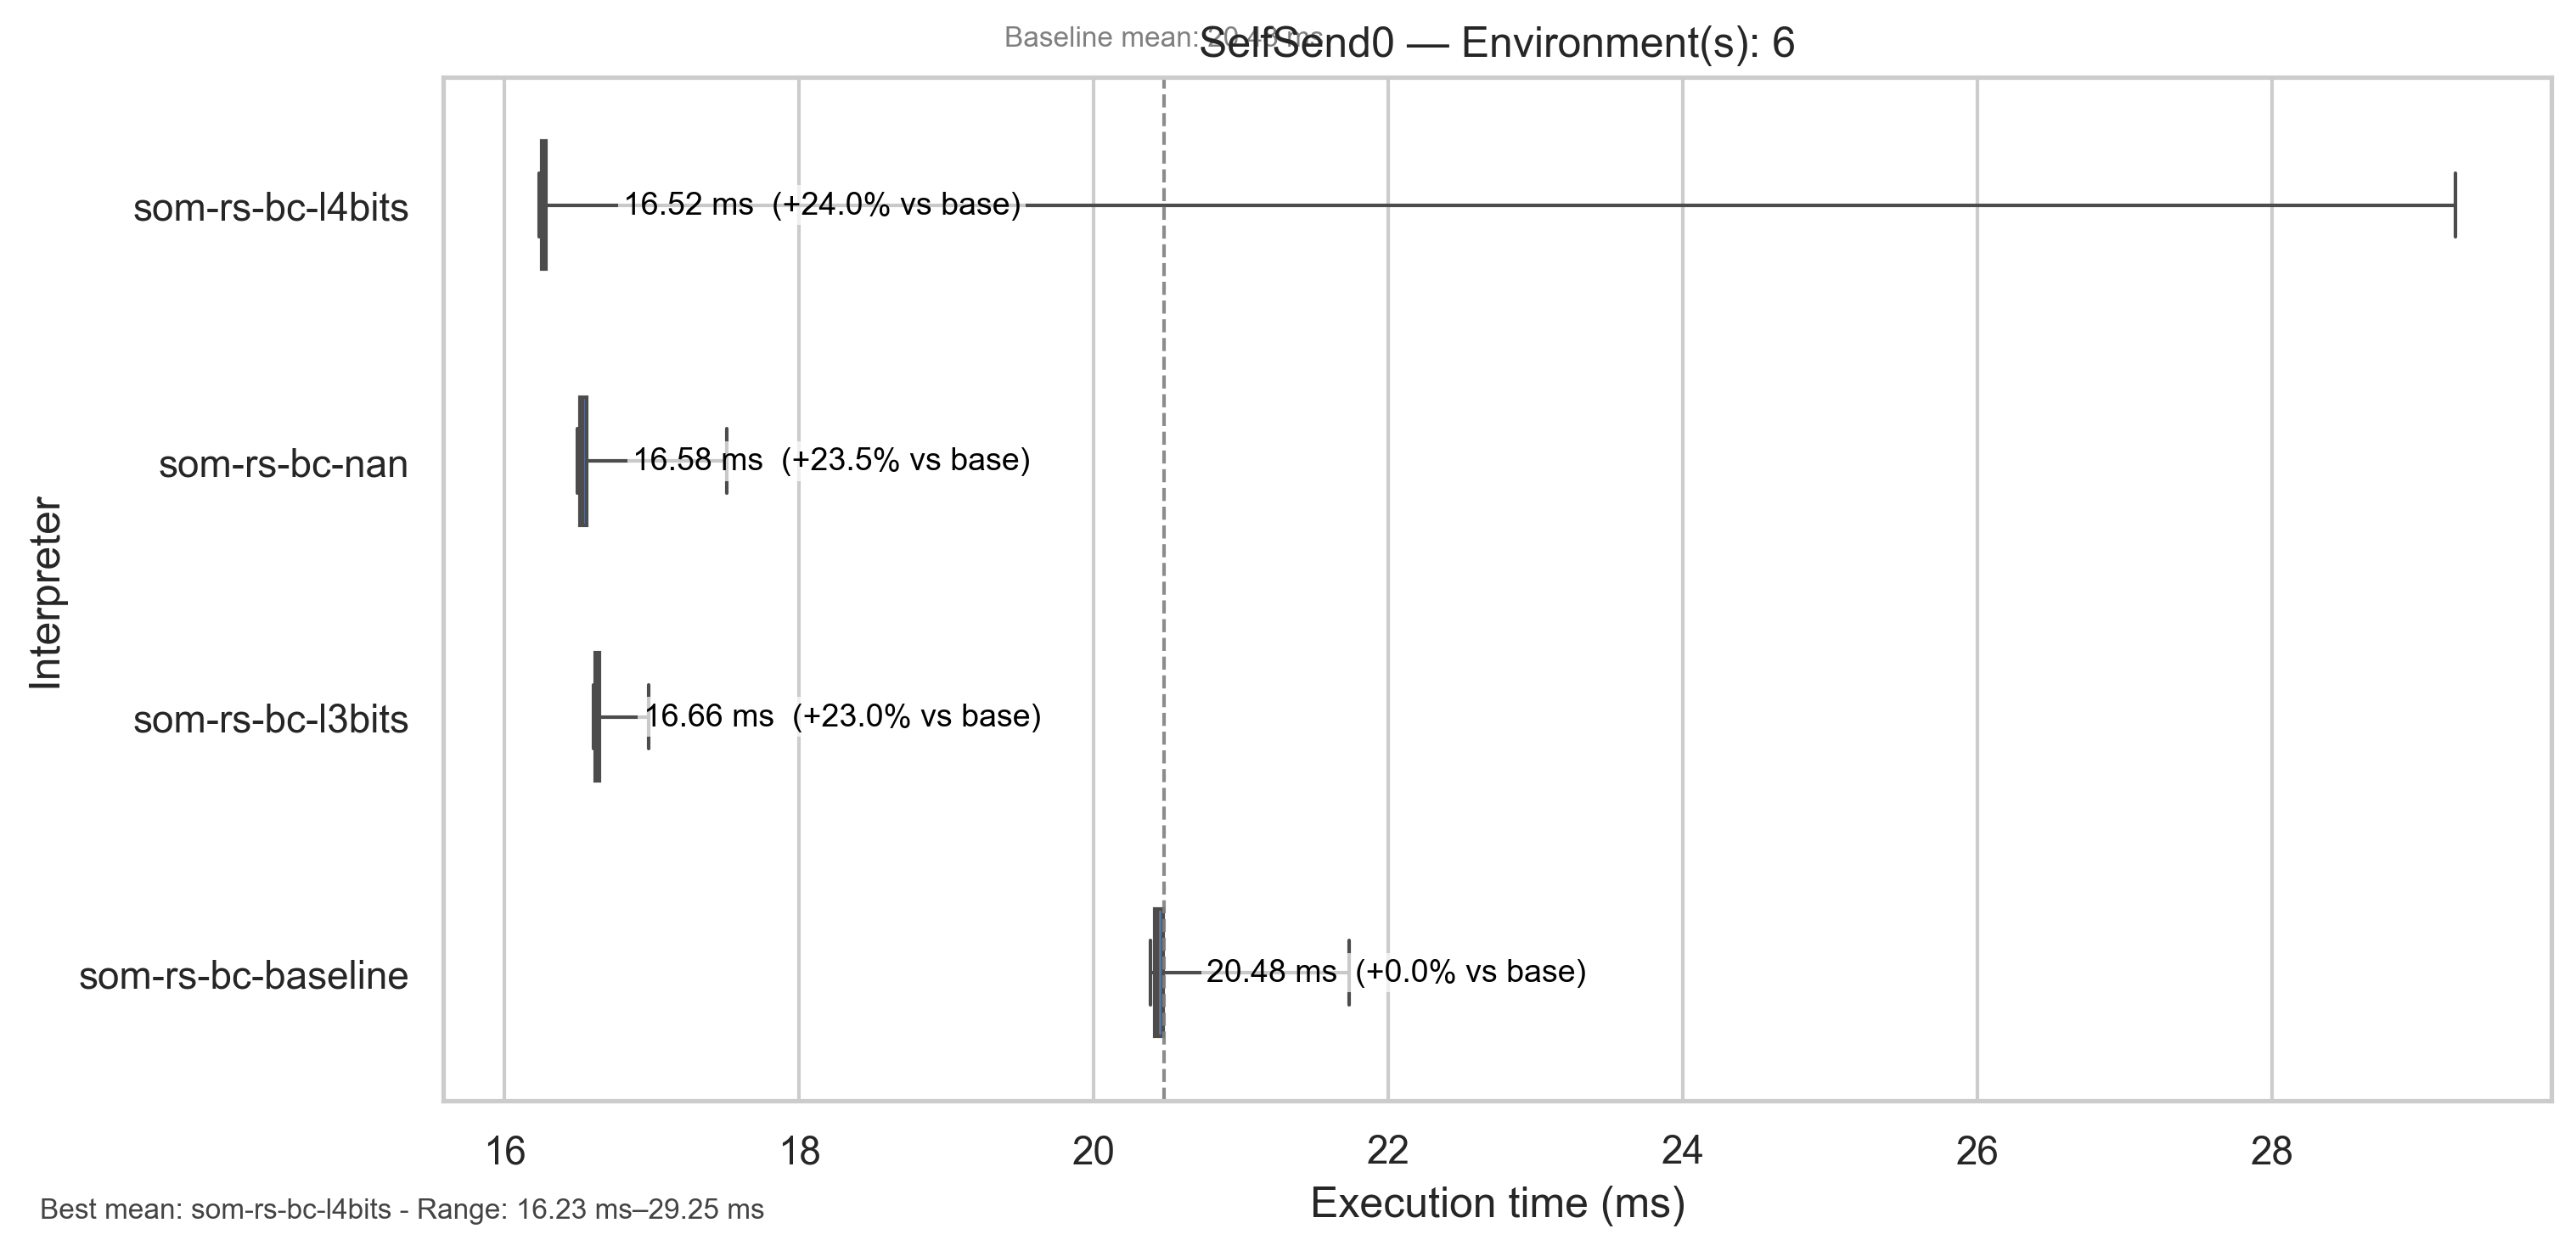 Baseline mean: 20.48 ms
SelfSend0 — Environment(s): 6
som-rs-bc-l4bits
16.52 ms (+24.0% vs base)
som-rs-bc-nan
16.58 ms (+23.5% vs base)
som-rs-bc-l3bits
16.66 ms (+23.0% vs base)
som-rs-bc-baseline
20.48 ms (+0.0% vs base)
Interpreter
16 18 20 22 24 26 28
Execution time (ms)
Best mean: som-rs-bc-l4bits - Range: 16.23 ms–29.25 ms